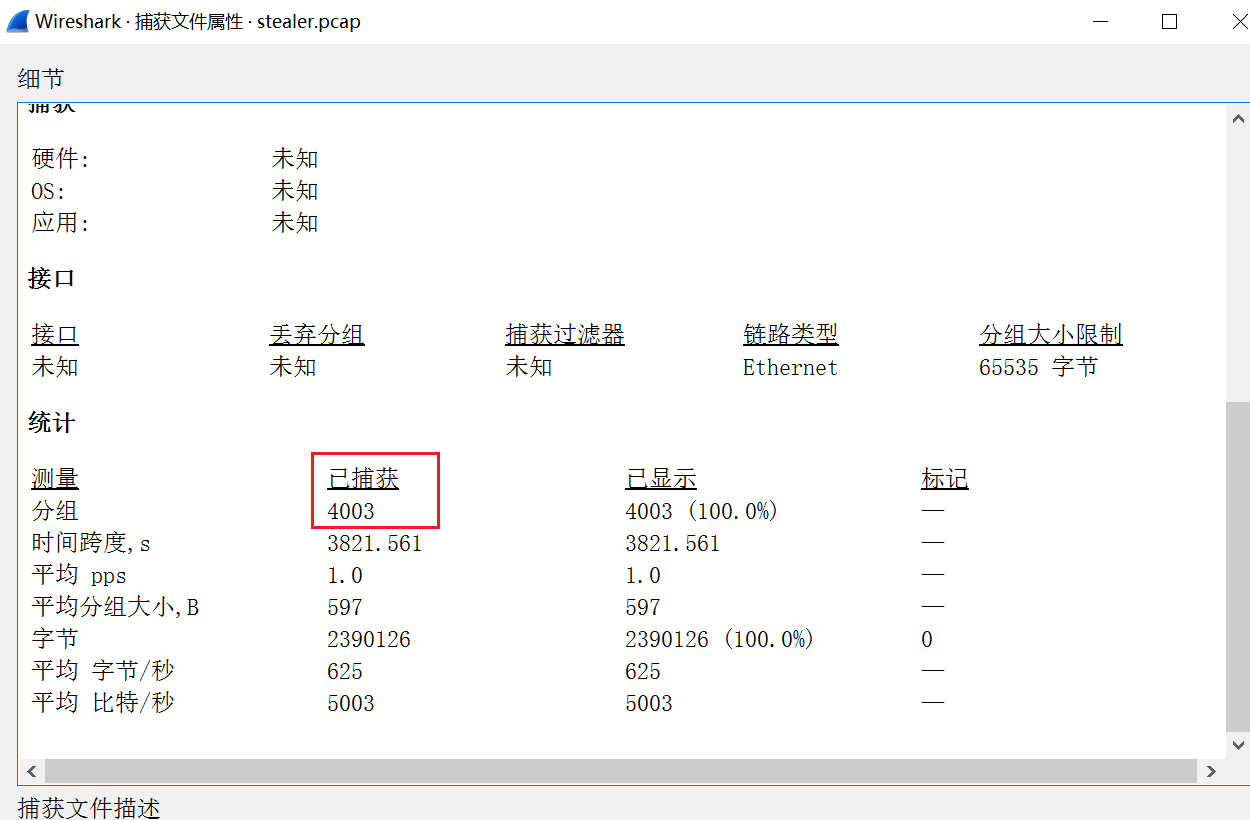 Wireshark · 捕获文件属性 · stealer.pcap
细节
捕获
硬件: 未知
OS: 未知
应用: 未知
接口
接口 丢弃分组 捕获过滤器 链路类型 分组大小限制
未知 未知 未知 Ethernet 65535 字节
统计
测量 已捕获 已显示 标记
分组 4003 4003 (100.0%) —
时间跨度,s 3821.561 3821.561 —
平均 pps 1.0 1.0 —
平均分组大小,B 597 597 —
字节 2390126 2390126 (100.0%) 0
平均 字节/秒 625 625 —
平均 比特/秒 5003 5003 —
捕获文件描述